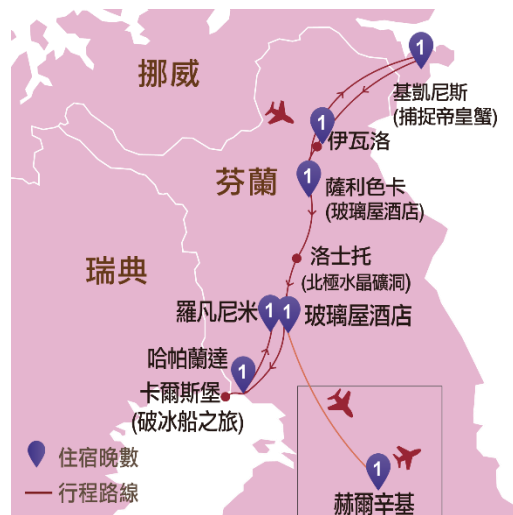 挪威
基凱尼斯
(捕捉帝皇蟹)
1
1
伊瓦洛
芬蘭
1
薩利色卡
(玻璃屋酒店)
瑞典
洛士托
(北極水晶礦洞)
羅凡尼米
1
1
玻璃屋酒店
哈帕蘭達
1
卡爾斯堡
(破冰船之旅)
住宿晚數
行程路線
1
赫爾辛基